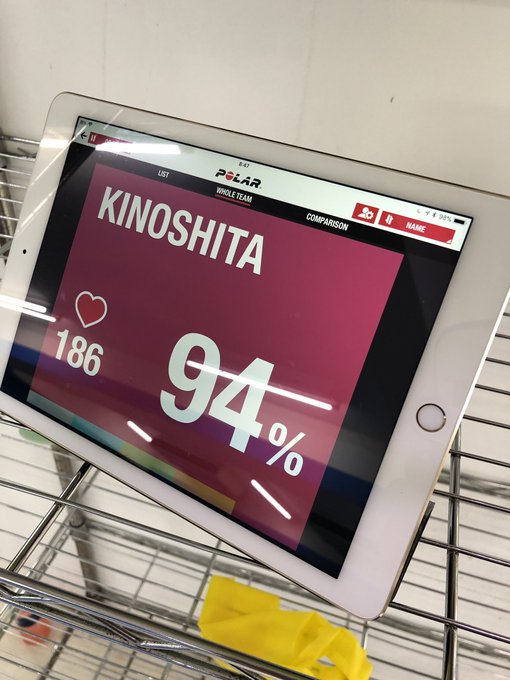 8:47
98%
POLAR
LIST
WHOLE TEAM
COMPARISON
NAME
KINOSHITA
186
94%